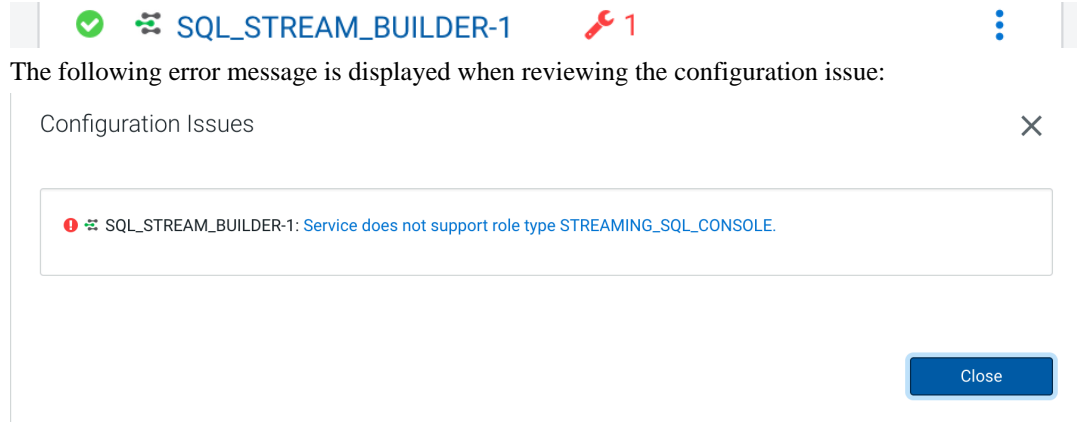 SQL_STREAM_BUILDER-1 1
The following error message is displayed when reviewing the configuration issue:
Configuration Issues
SQL_STREAM_BUILDER-1: Service does not support role type STREAMING_SQL_CONSOLE.
Close